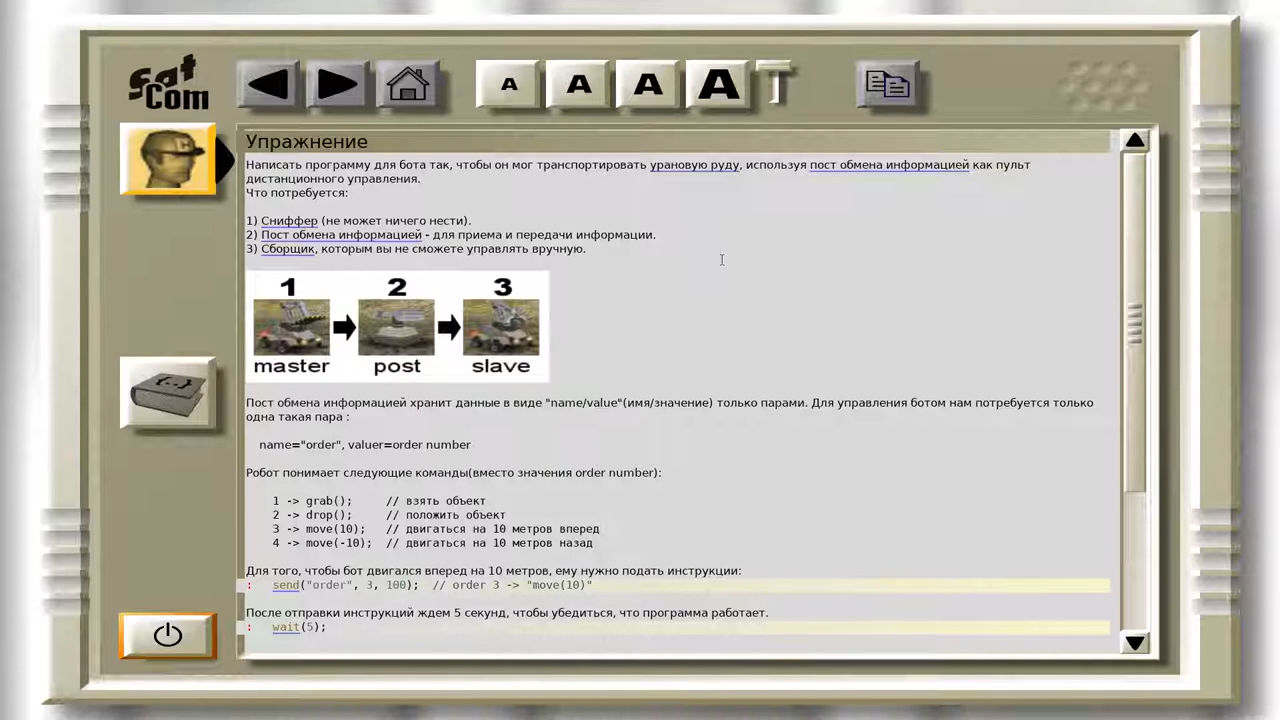 Sat Com
A A A A T
Упражнение
Написать программу для бота так, чтобы он мог транспортировать урановую руду, используя пост обмена информацией как пульт
дистанционного управления.
Что потребуется:
1) Сниффер (не может ничего нести).
2) Пост обмена информацией - для приема и передачи информации.
3) Сборщик, которым вы не сможете управлять вручную.
1 2 3
master post slave
Пост обмена информацией хранит данные в виде "name/value"(имя/значение) только парами. Для управления ботом нам потребуется только
одна такая пара :
name="order", valuer=order number
Робот понимает следующие команды(вместо значения order number):
1 -> grab(); // взять объект
2 -> drop(); // положить объект
3 -> move(10); // двигаться на 10 метров вперед
4 -> move(-10); // двигаться на 10 метров назад
Для того, чтобы бот двигался вперед на 10 метров, ему нужно подать инструкции:
: send("order", 3, 100); // order 3 -> "move(10)"
После отправки инструкций ждем 5 секунд, чтобы убедиться, что программа работает.
: wait(5);